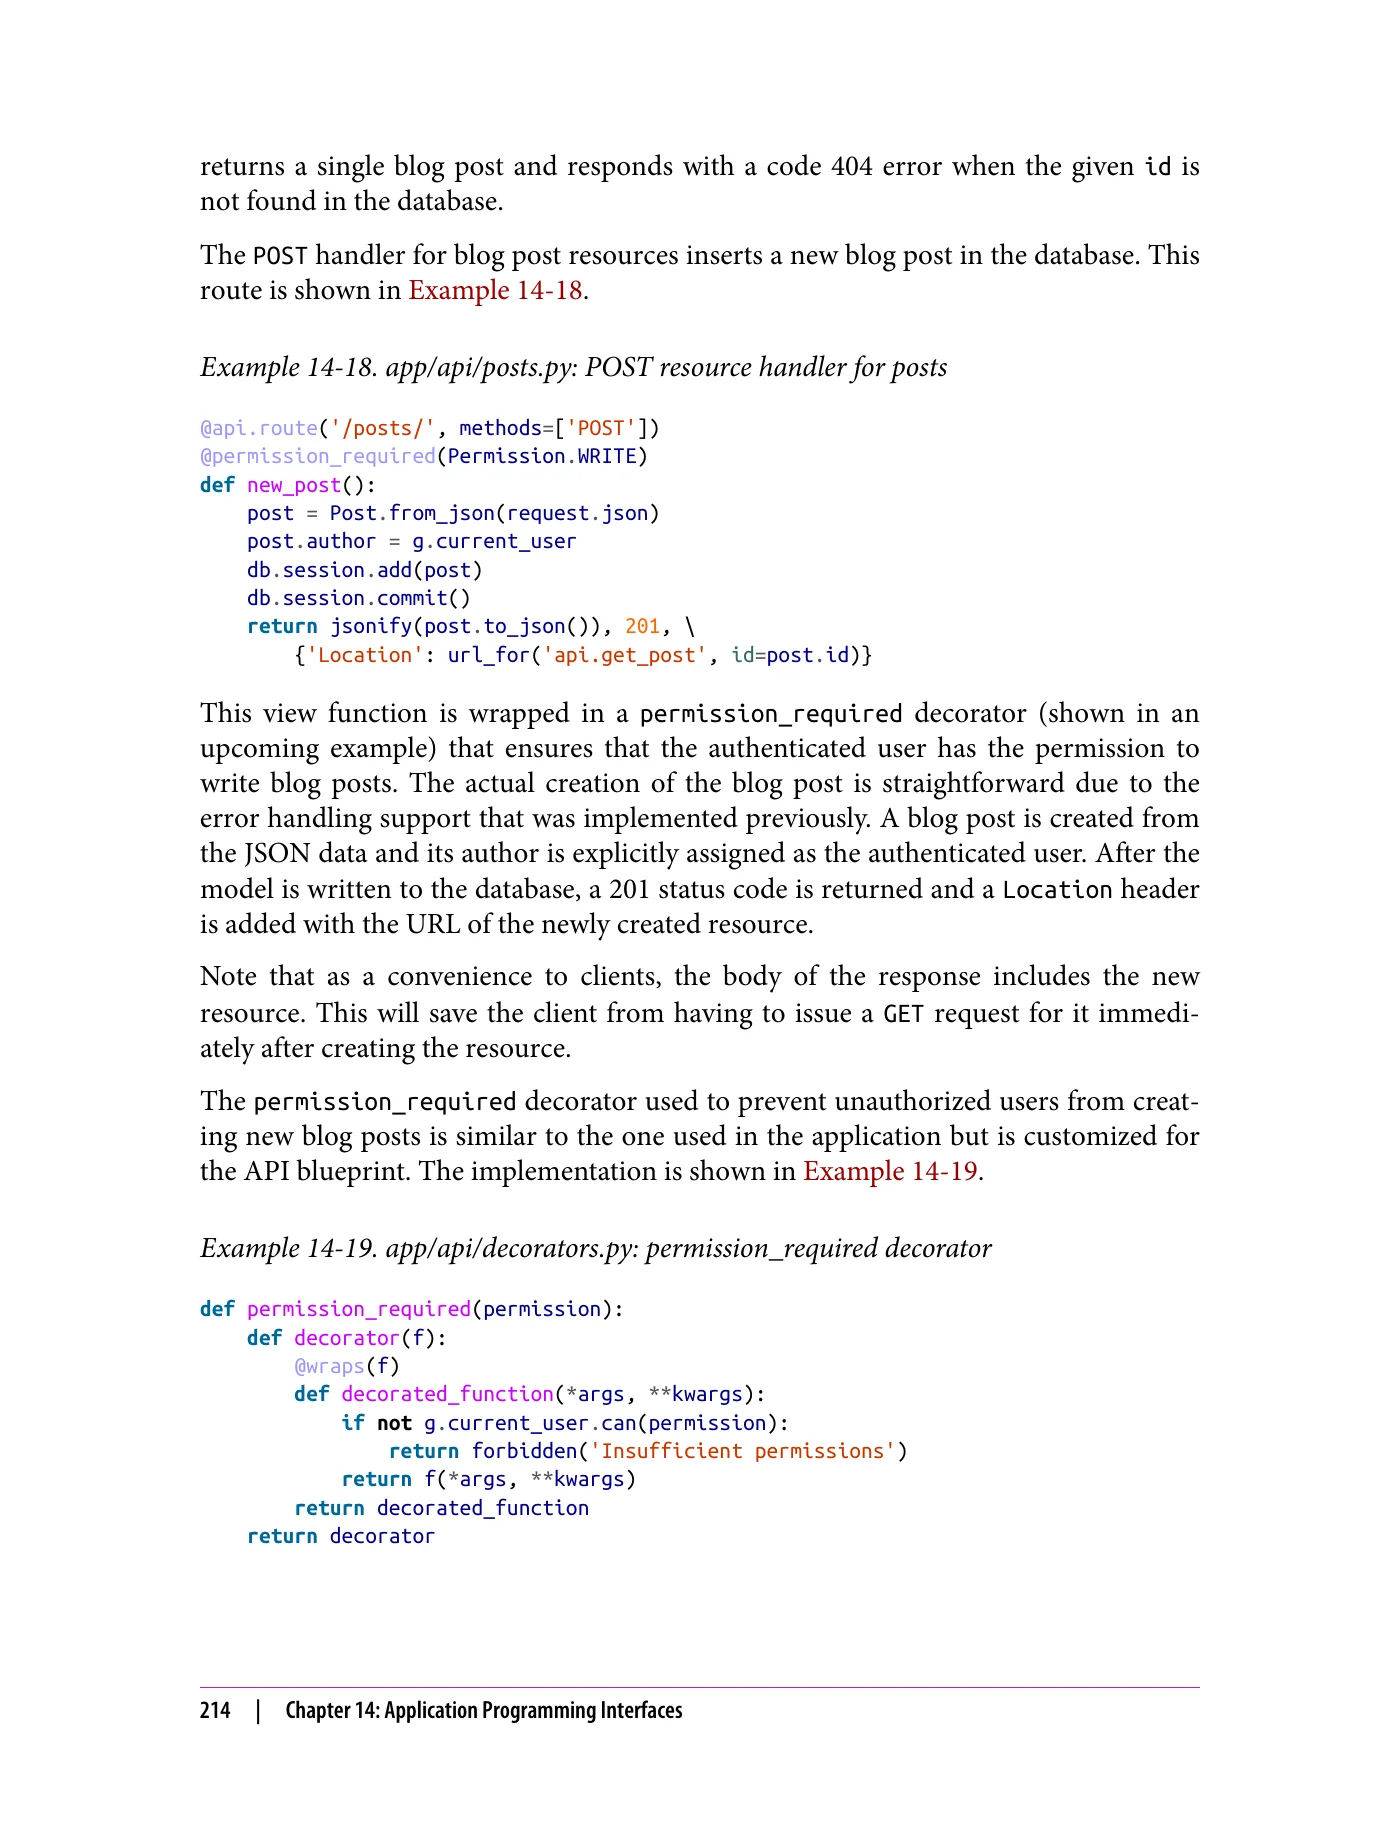 returns a single blog post and responds with a code 404 error when the given id is
not found in the database.
The POST handler for blog post resources inserts a new blog post in the database. This
route is shown in Example 14-18.
Example 14-18. app/api/posts.py: POST resource handler for posts
@api.route('/posts/', methods=['POST'])
@permission_required(Permission.WRITE)
def new_post():
    post = Post.from_json(request.json)
    post.author = g.current_user
    db.session.add(post)
    db.session.commit()
    return jsonify(post.to_json()), 201, \
        {'Location': url_for('api.get_post', id=post.id)}
This view function is wrapped in a permission_required decorator (shown in an
upcoming example) that ensures that the authenticated user has the permission to
write blog posts. The actual creation of the blog post is straightforward due to the
error handling support that was implemented previously. A blog post is created from
the JSON data and its author is explicitly assigned as the authenticated user. After the
model is written to the database, a 201 status code is returned and a Location header
is added with the URL of the newly created resource.
Note that as a convenience to clients, the body of the response includes the new
resource. This will save the client from having to issue a GET request for it immedi-
ately after creating the resource.
The permission_required decorator used to prevent unauthorized users from creat-
ing new blog posts is similar to the one used in the application but is customized for
the API blueprint. The implementation is shown in Example 14-19.
Example 14-19. app/api/decorators.py: permission_required decorator
def permission_required(permission):
    def decorator(f):
        @wraps(f)
        def decorated_function(*args, **kwargs):
            if not g.current_user.can(permission):
                return forbidden('Insufficient permissions')
            return f(*args, **kwargs)
        return decorated_function
    return decorator
214 | Chapter 14: Application Programming Interfaces